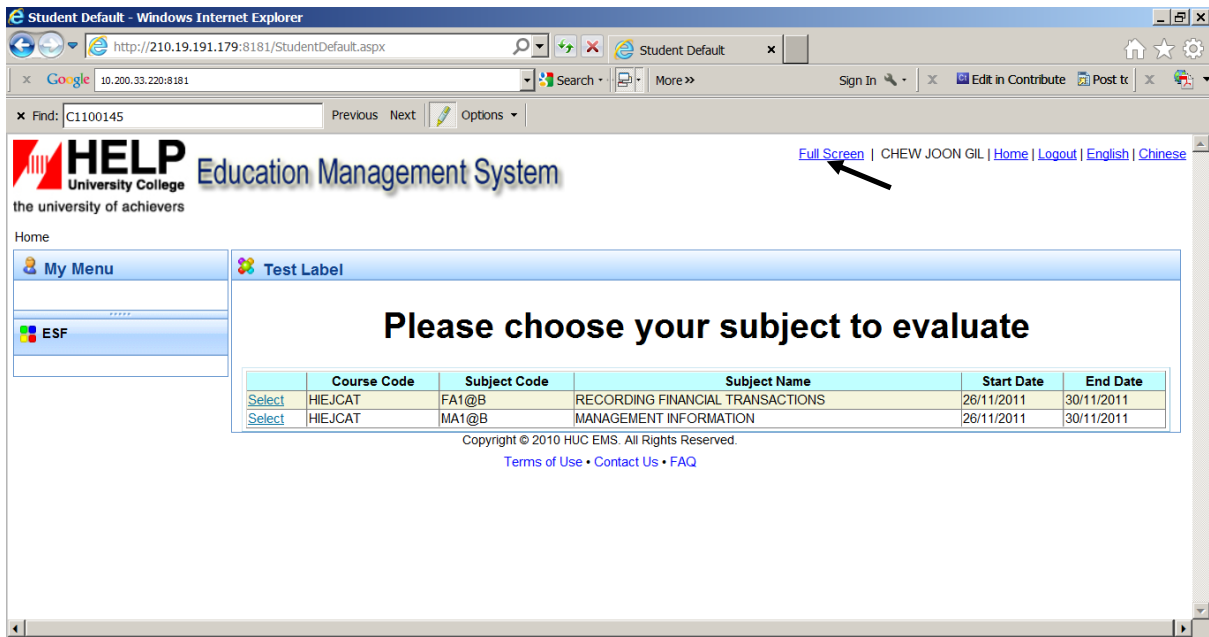 Student Default - Windows Internet Explorer
http://210.19.191.179:8181/StudentDefault.aspx
Student Default
Google 10.200.33.220:8181 Search More >> Sign In Edit in Contribute Post to
Find: C1100145 Previous Next Options
HELP
University College
the university of achievers
Education Management System
Full Screen | CHEW JOON GIL | Home | Logout | English | Chinese
Home
My Menu
ESF
Test Label
Please choose your subject to evaluate
Course Code Subject Code Subject Name Start Date End Date
Select HIEJCAT FA1@B RECORDING FINANCIAL TRANSACTIONS 26/11/2011 30/11/2011
Select HIEJCAT MA1@B MANAGEMENT INFORMATION 26/11/2011 30/11/2011
Copyright © 2010 HUC EMS. All Rights Reserved.
Terms of Use • Contact Us • FAQ